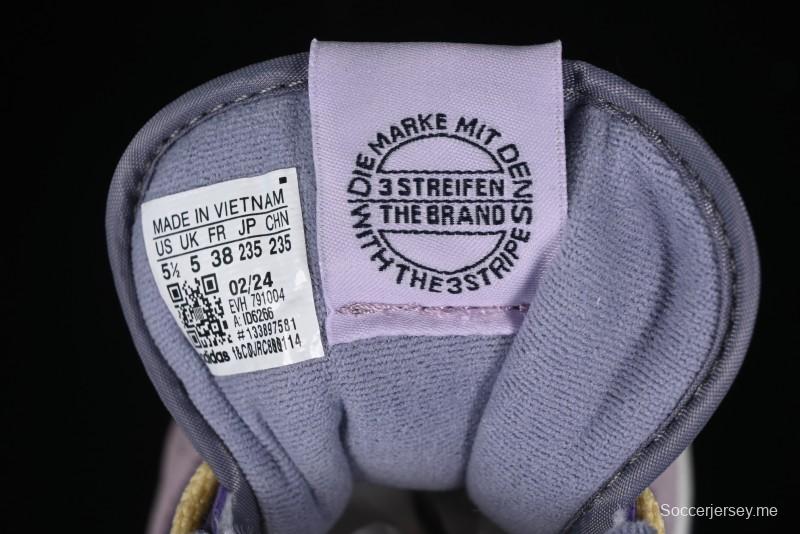 MADE IN VIETNAM
US UK FR JP CHN
5½ 5 38 235 235
02/24
EVH 791004
A: ID6266
# 133897581
adidas
DIE MARKE MIT DEN
3 STREIFEN
THE BRAND
WITH THE 3 STRIPES
Soccerjersey.me